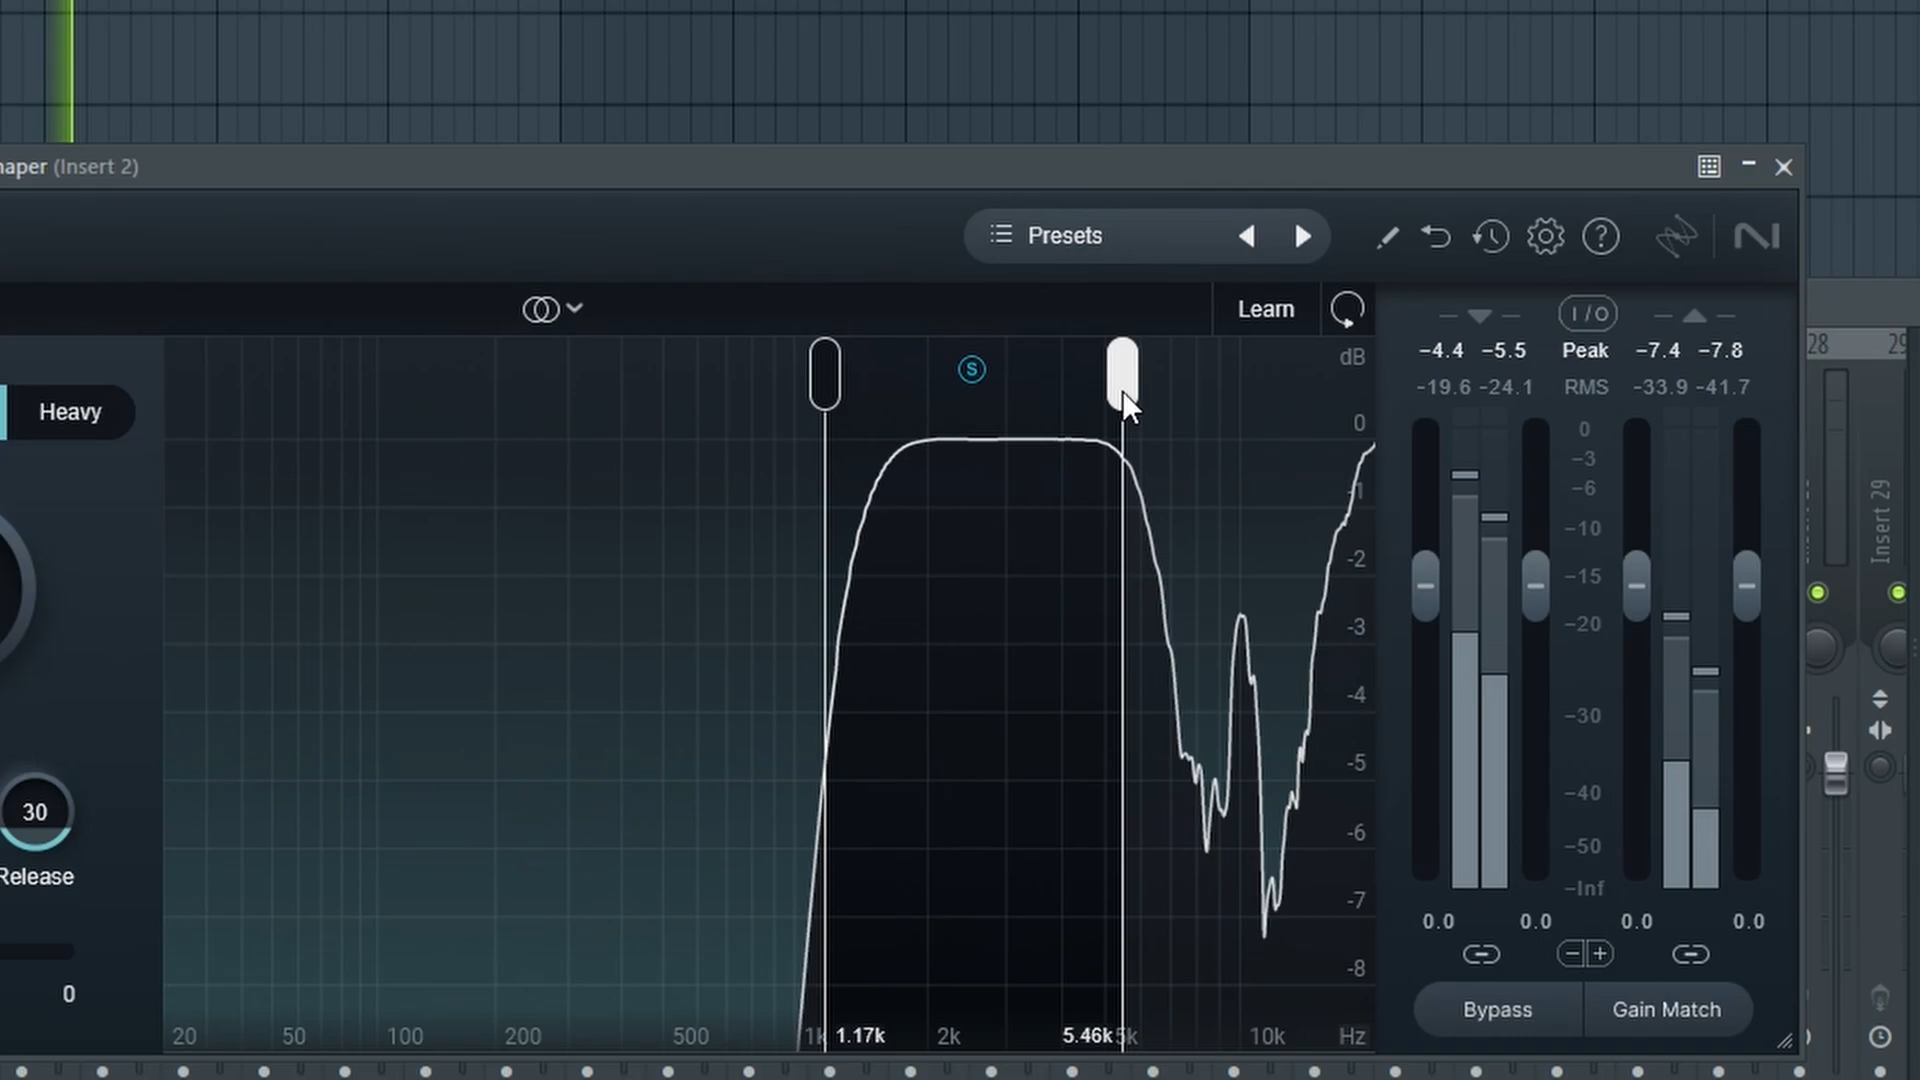 haper (Insert 2)
Presets
?
Learn
I / O
28
29
dB
S
-4.4 -5.5 Peak -7.4 -7.8
-19.6 -24.1 RMS -33.9 -41.7
Heavy
0
-1
-2
-3
-4
-5
-6
-7
-8
0
-3
-6
-10
-15
-20
-30
-40
-50
-Inf
Insert 29
30
Release
0
0.0 0.0 0.0 0.0
Bypass
Gain Match
20 50 100 200 500 1k 1.17k 2k 5.46k 5k 10k Hz